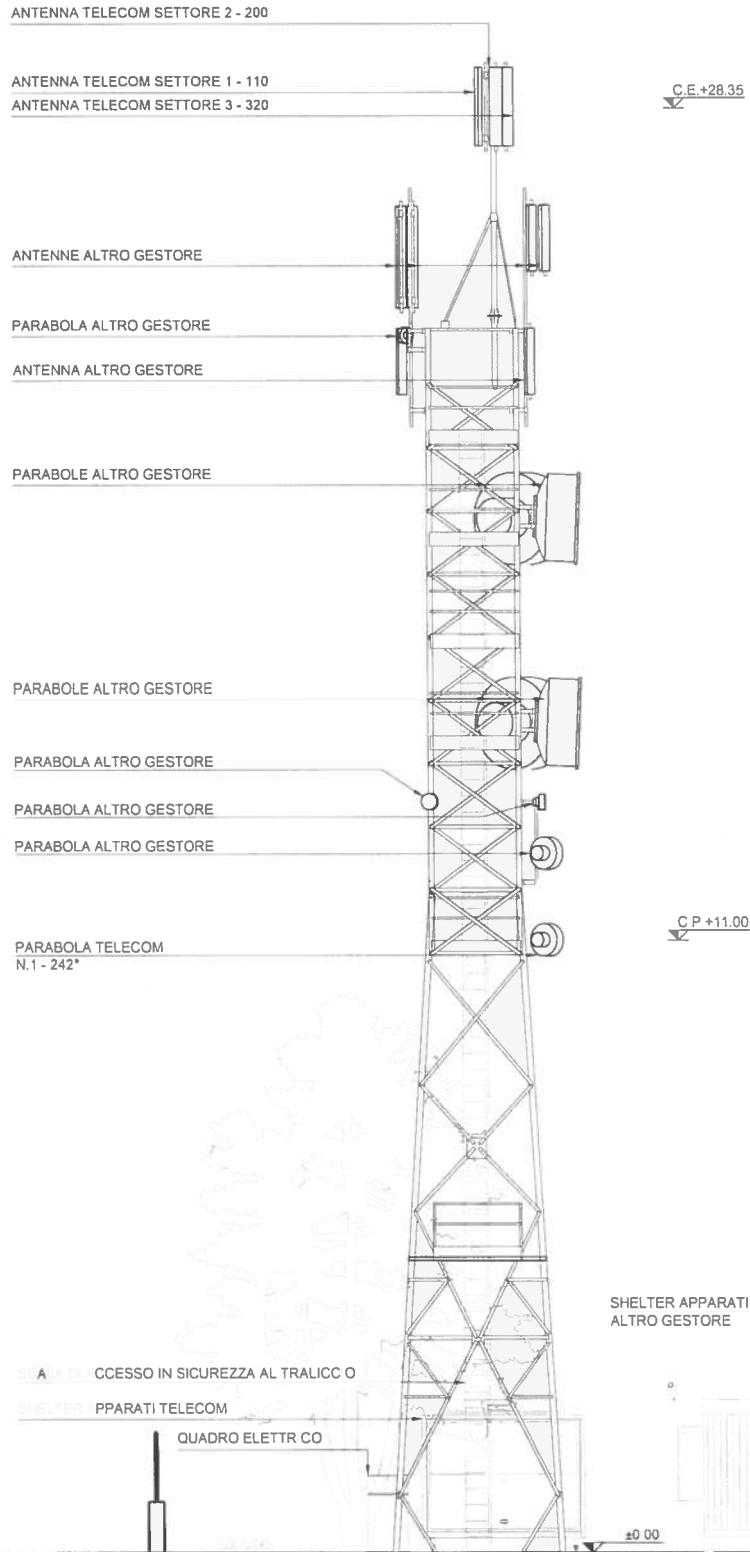 ANTENNA TELECOM SETTORE 2 - 200
ANTENNA TELECOM SETTORE 1 - 110
C.E.+28.35
ANTENNA TELECOM SETTORE 3 - 320
ANTENNE ALTRO GESTORE
PARABOLA ALTRO GESTORE
ANTENNA ALTRO GESTORE
PARABOLE ALTRO GESTORE
PARABOLE ALTRO GESTORE
PARABOLA ALTRO GESTORE
PARABOLA ALTRO GESTORE
PARABOLA ALTRO GESTORE
C P +11.00
PARABOLA TELECOM
N.1 - 242°
SHELTER APPARATI
ALTRO GESTORE
DI A CCESSO IN SICUREZZA AL TRALICC O
SHELTER A PPARATI TELECOM
QUADRO ELETTR CO
±0 00